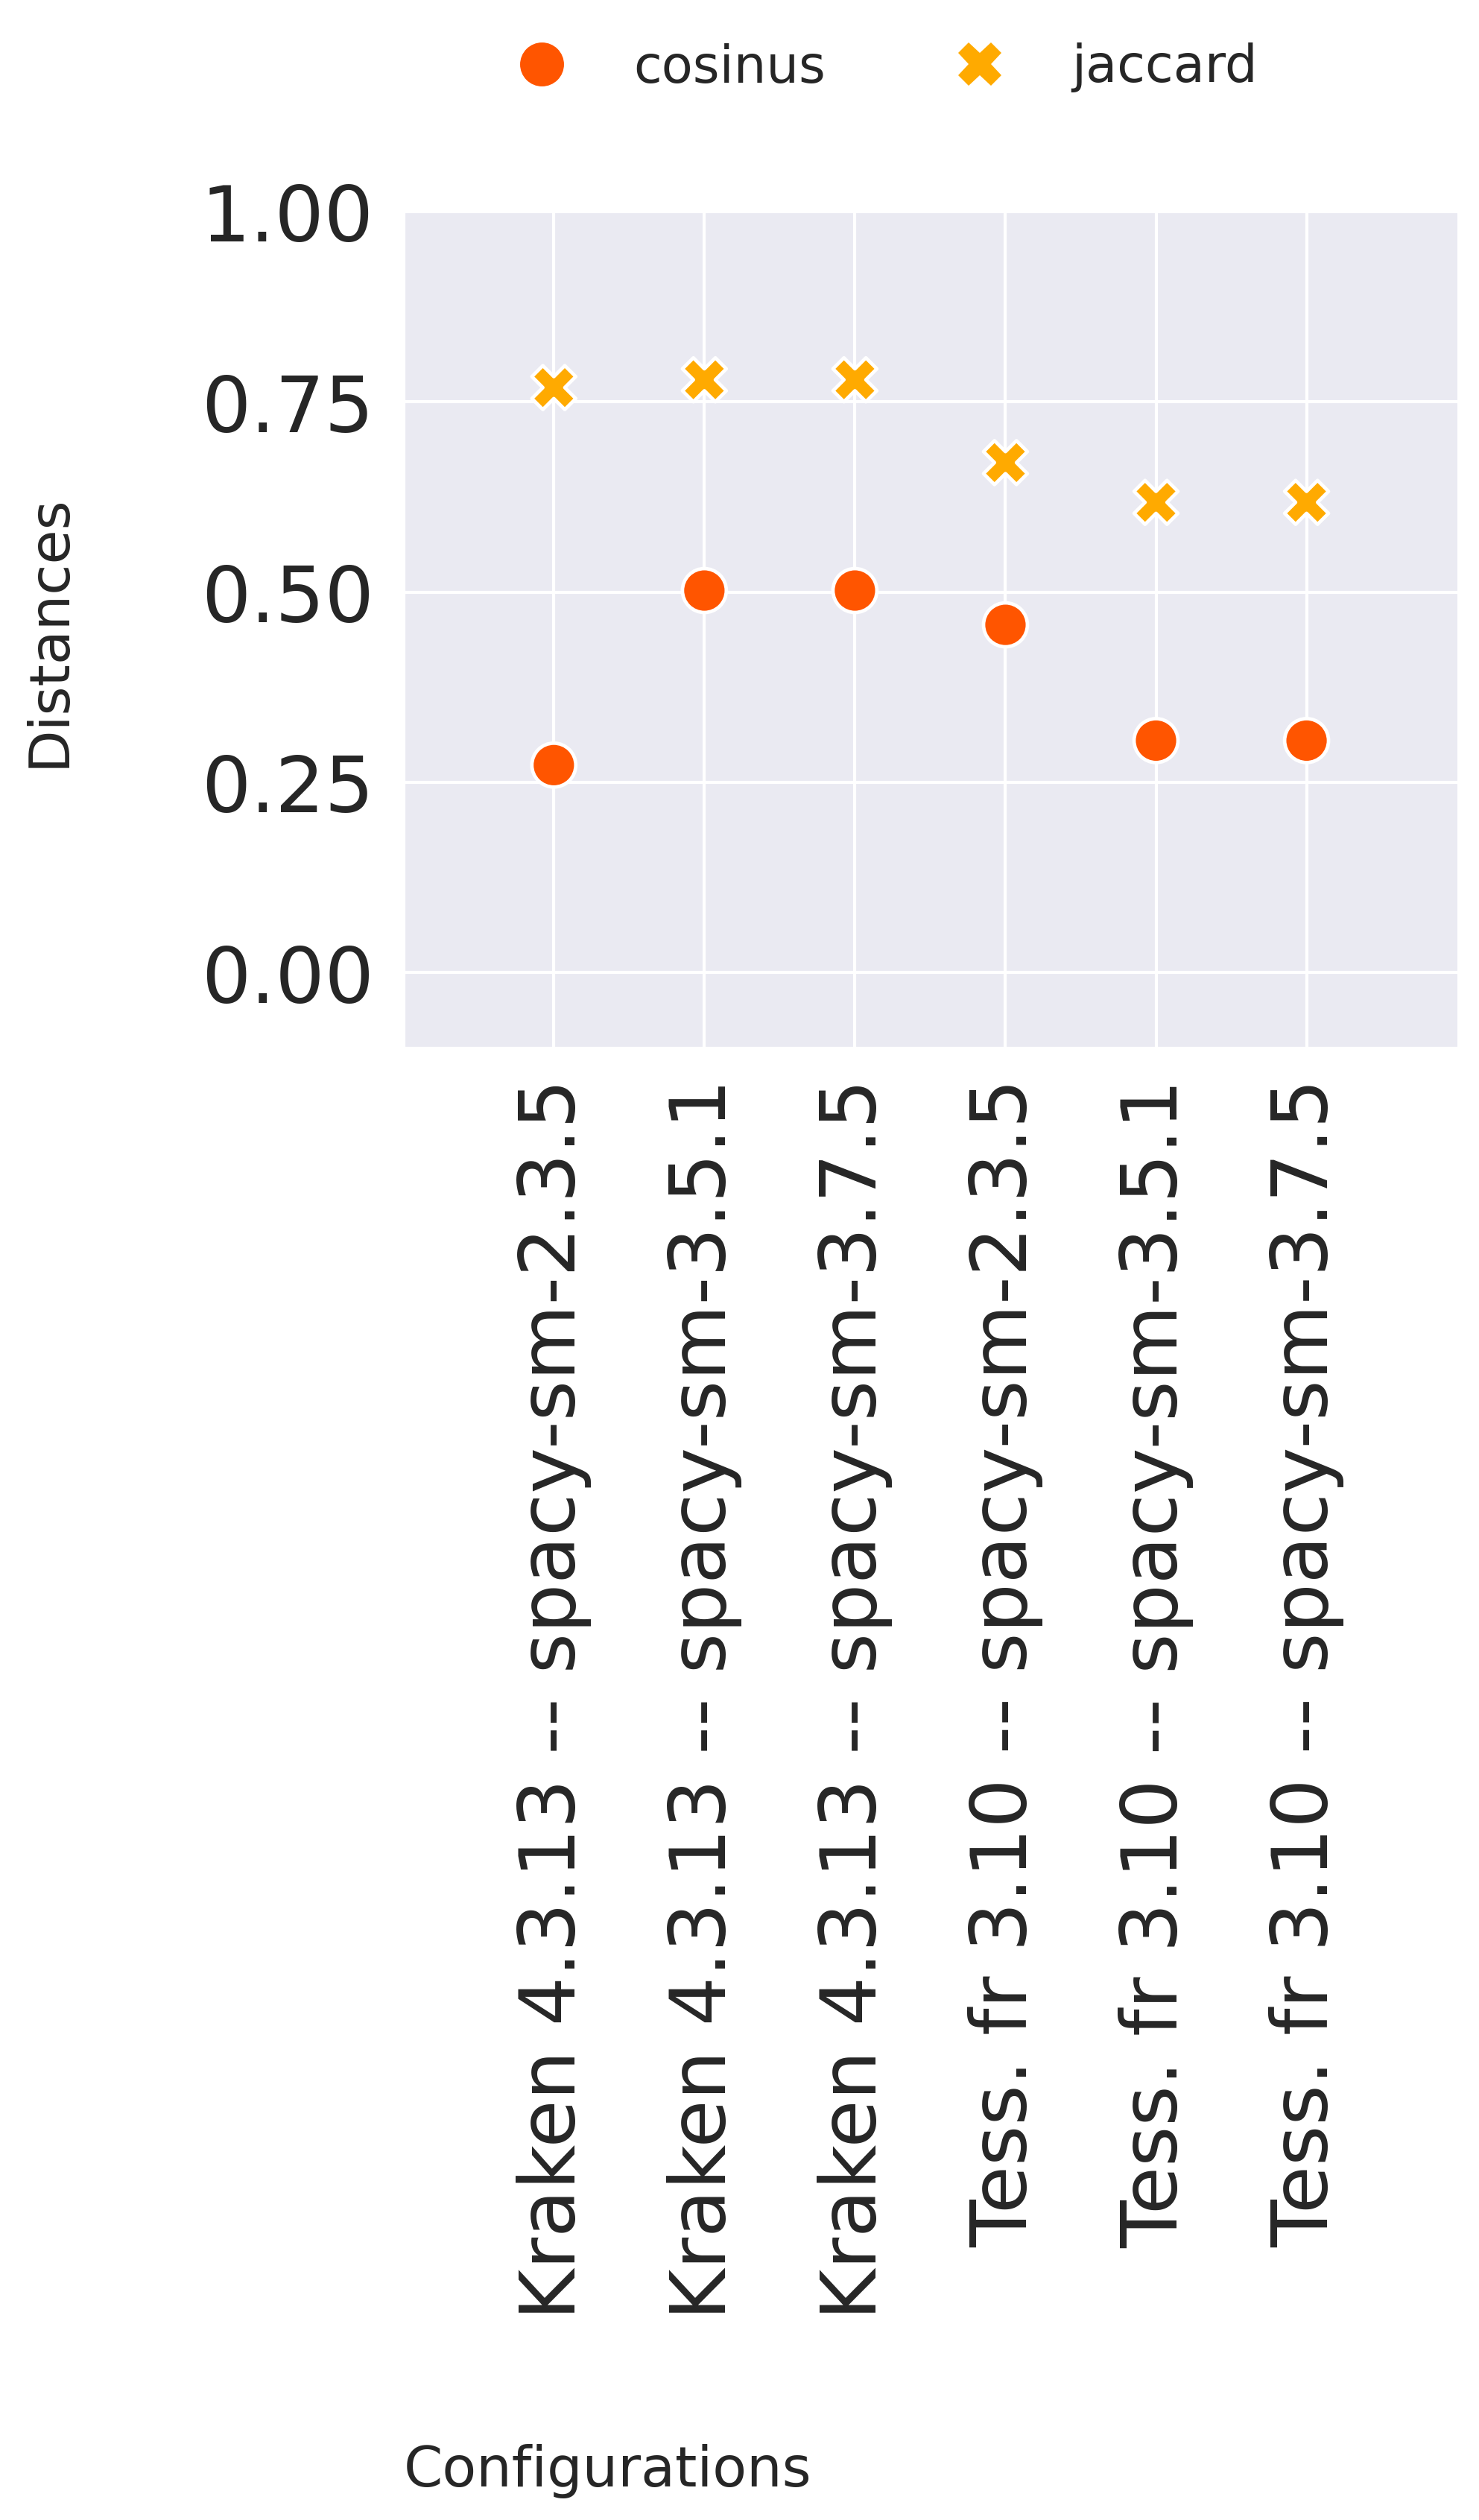 cosinus
jaccard
1.00
0.75
0.50
0.25
0.00
Distances
Kraken 4.3.13 -- spacy-sm-2.3.5
Kraken 4.3.13 -- spacy-sm-3.5.1
Kraken 4.3.13 -- spacy-sm-3.7.5
Tess. fr 3.10 -- spacy-sm-2.3.5
Tess. fr 3.10 -- spacy-sm-3.5.1
Tess. fr 3.10 -- spacy-sm-3.7.5
Configurations